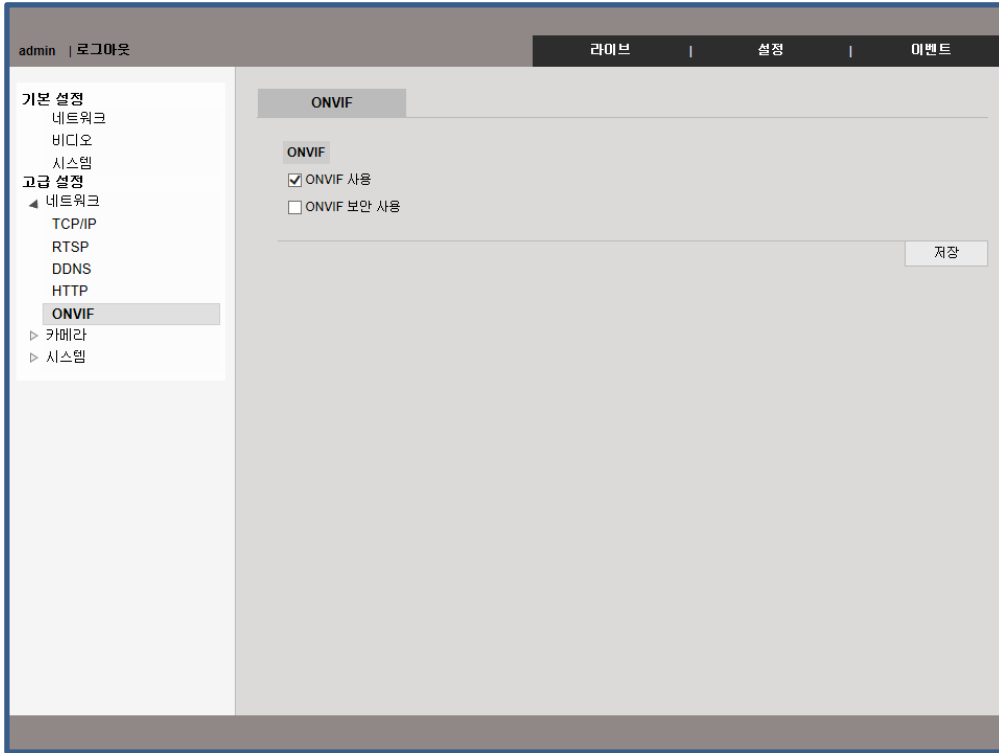 admin | 로그아웃
라이브 | 설정 | 이벤트
기본 설정
네트워크
비디오
시스템
고급 설정
네트워크
TCP/IP
RTSP
DDNS
HTTP
ONVIF
카메라
시스템
ONVIF
ONVIF
ONVIF 사용
ONVIF 보안 사용
저장